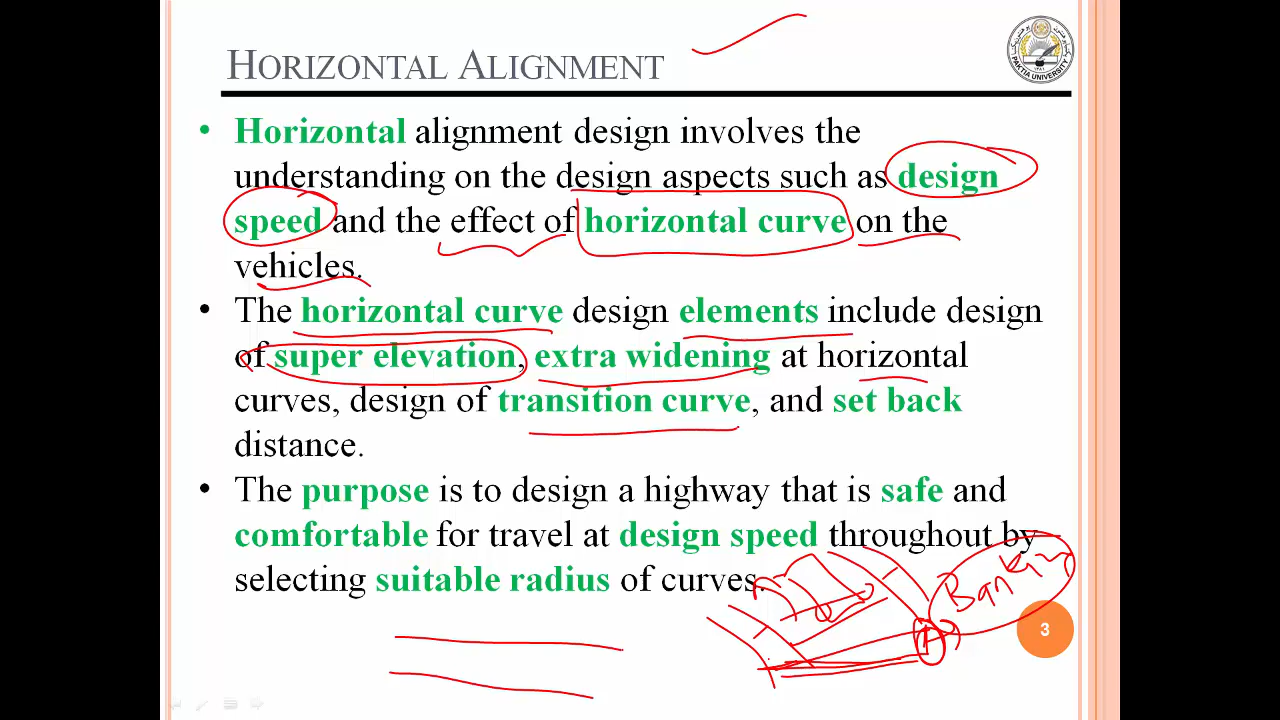 HORIZONTAL ALIGNMENT
PAKTIA UNIVERSITY
• Horizontal alignment design involves the
understanding on the design aspects such as design
speed and the effect of horizontal curve on the
vehicles.
• The horizontal curve design elements include design
of super elevation, extra widening at horizontal
curves, design of transition curve, and set back
distance.
• The purpose is to design a highway that is safe and
comfortable for travel at design speed throughout by
selecting suitable radius of curves.
Banking
3